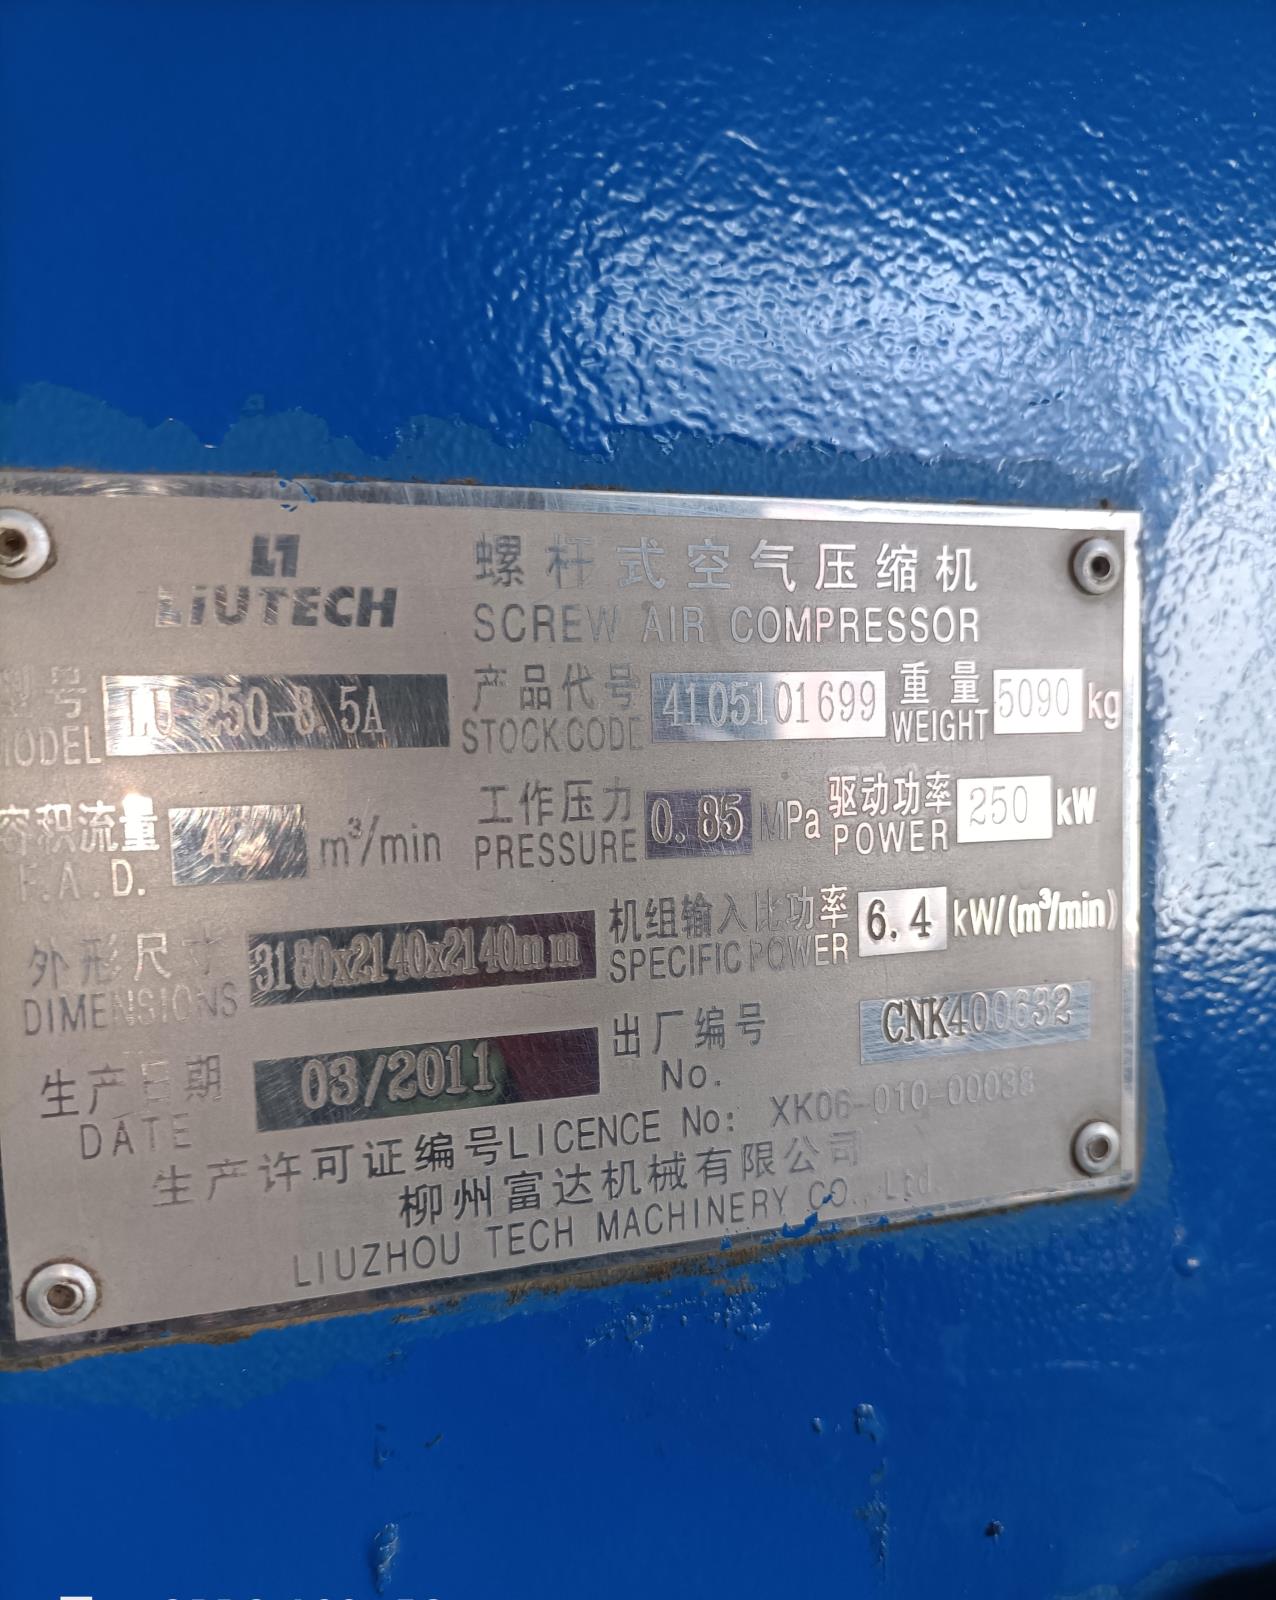 LiUTECH
螺杆式空气压缩机
SCREW AIR COMPRESSOR
型号 MODEL LU 250-8.5A
产品代号 STOCK CODE 4105101699
重量 WEIGHT 5090 kg
容积流量 F.A.D. m³/min
工作压力 PRESSURE 0.85 MPa
驱动功率 POWER 250 kW
外形尺寸 DIMENSIONS 3180x2140x2140mm
机组输入比功率 SPECIFIC POWER 6.4 kW/(m³/min)
生产日期 DATE 03/2011
出厂编号 No. CNK400632
生产许可证编号LICENCE No: XK06-010-00038
柳州富达机械有限公司
LIUZHOU TECH MACHINERY CO., Ltd.